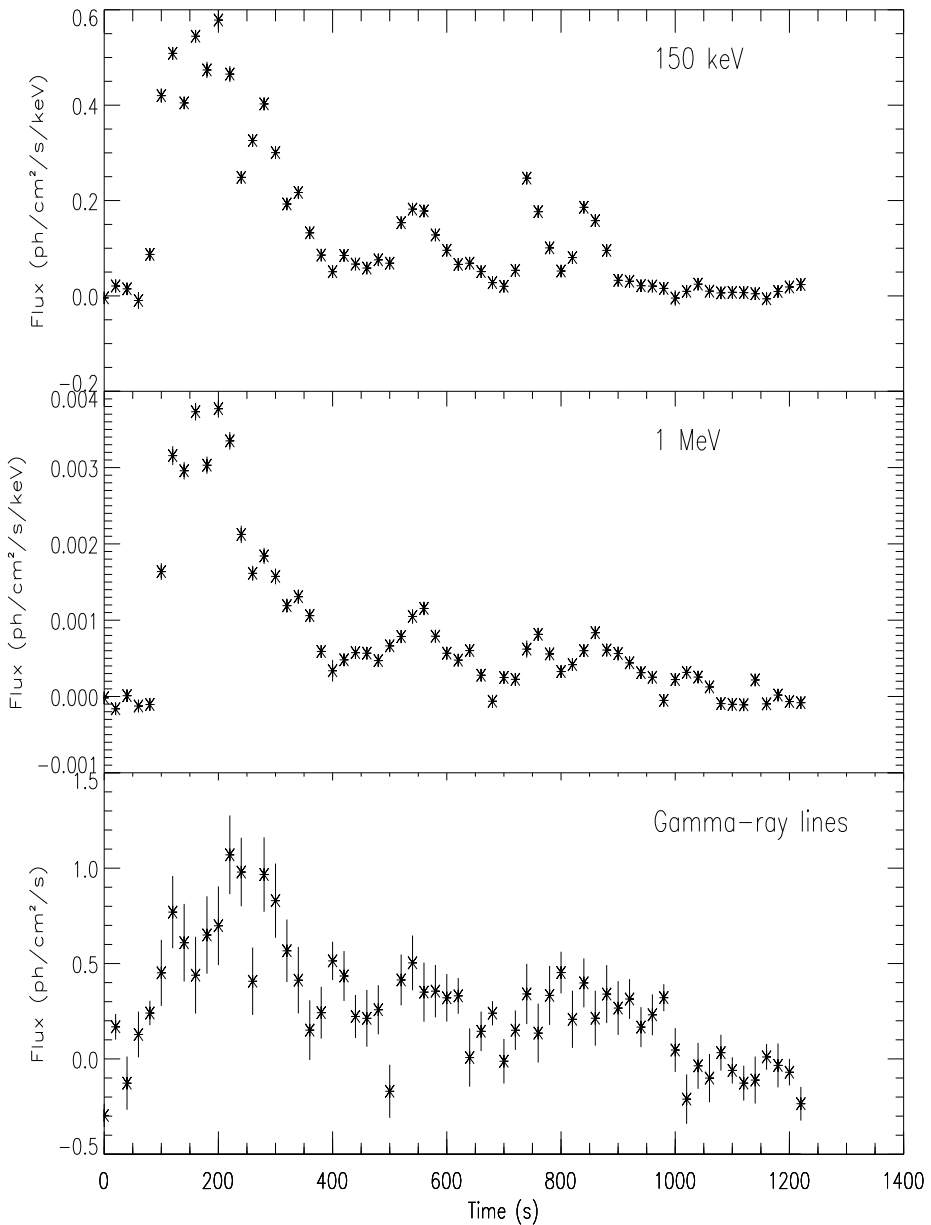 0.6
150 keV
0.4
0.2
0.0
-0.2
Flux (ph/cm²/s/keV)
0.004
1 MeV
0.003
0.002
0.001
0.000
-0.001
Flux (ph/cm²/s/keV)
1.5
Gamma-ray lines
1.0
0.5
0.0
-0.5
Flux (ph/cm²/s)
0 200 400 600 800 1000 1200 1400
Time (s)